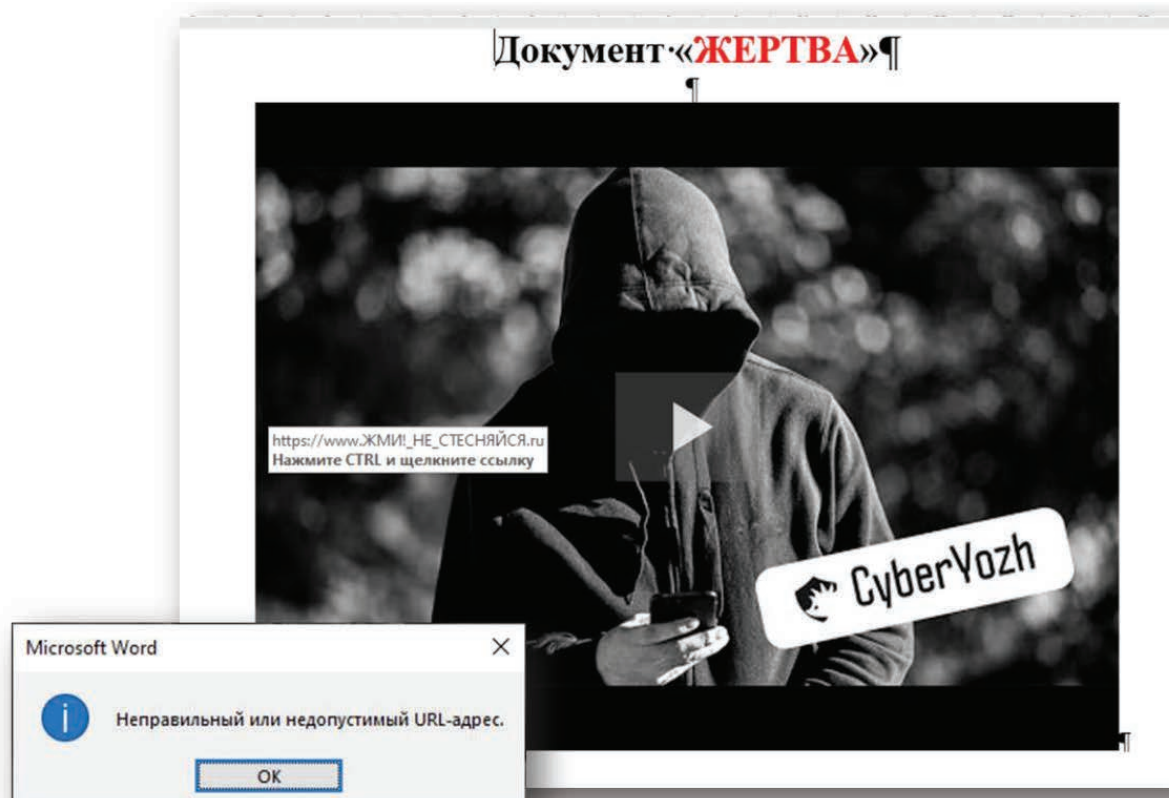 Документ·«ЖЕРТВА»¶
¶
https://www.ЖМИ!_НЕ_СТЕСНЯЙСЯ.ru
Нажмите CTRL и щелкните ссылку
CyberYozh
¶
Microsoft Word
Неправильный или недопустимый URL-адрес.
ОК